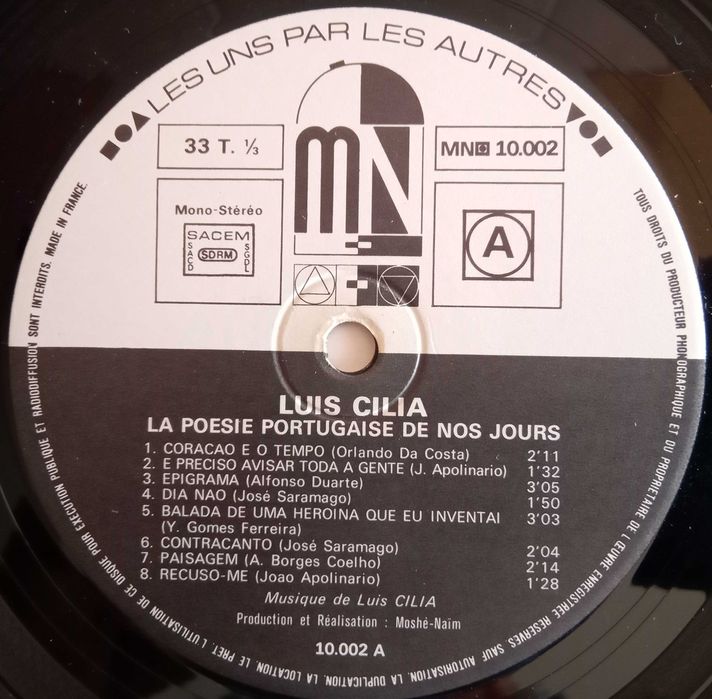 LES UNS PAR LES AUTRES
33 T. ⅓
MN 10.002
MN
Mono-Stéréo
SACEM
SACD
SDRM
SGDL
A
LUIS CILIA
LA POESIE PORTUGAISE DE NOS JOURS
1. CORACAO E O TEMPO (Orlando Da Costa) 2'11
2. E PRECISO AVISAR TODA A GENTE (J. Apolinario) 1'32
3. EPIGRAMA (Alfonso Duarte) 3'05
4. DIA NAO (José Saramago) 1'50
5. BALADA DE UMA HEROINA QUE EU INVENTAI 3'03
(Y. Gomes Ferreira)
6. CONTRACANTO (José Saramago) 2'04
7. PAISAGEM (A. Borges Coelho) 2'14
8. RECUSO-ME (Joao Apolinario) 1'28
Musique de Luis CILIA
Production et Réalisation : Moshé-Naïm
10.002 A
TOUS DROITS DU PRODUCTEUR PHONOGRAPHIQUE ET DU PROPRIETAIRE DE L'ŒUVRE ENREGISTREE RESERVES. SAUF AUTORISATION, LA DUPLICATION, LA LOCATION, LE PRET, L'UTILISATION DE CE DISQUE POUR EXECUTION PUBLIQUE ET RADIODIFFUSION SONT INTERDITS. MADE IN FRANCE.